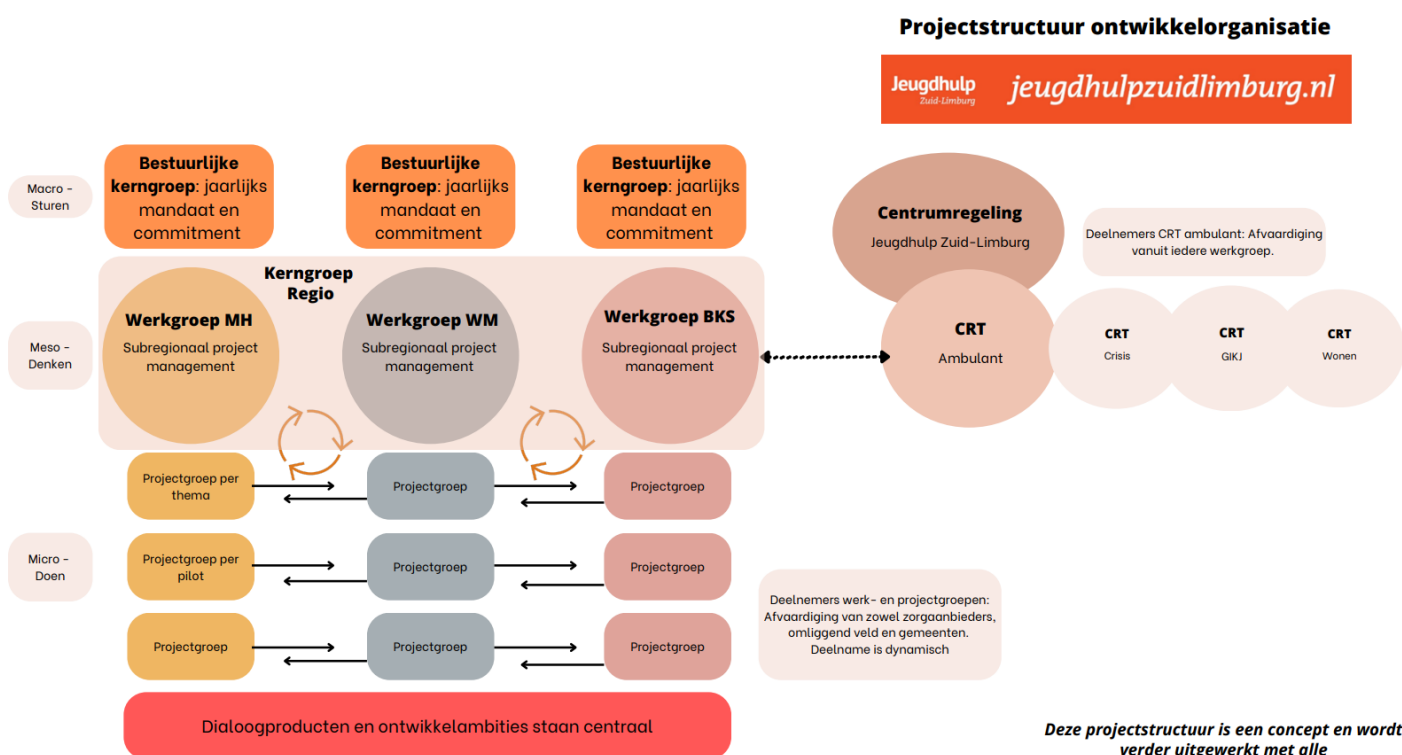 Projectstructuur ontwikkelorganisatie
Jeugdhulp
Zuid-Limburg
jeugdhulpzuidlimburg.nl
Macro -
Sturen
Bestuurlijke
kerngroep: jaarlijks
mandaat en
commitment
Bestuurlijke
kerngroep: jaarlijks
mandaat en
commitment
Bestuurlijke
kerngroep: jaarlijks
mandaat en
commitment
Centrumregeling
Jeugdhulp Zuid-Limburg
Deelnemers CRT ambulant: Afvaardiging
vanuit iedere werkgroep.
Kerngroep
Regio
Meso -
Denken
Werkgroep MH
Subregionaal project
management
Werkgroep WM
Subregionaal project
management
Werkgroep BKS
Subregionaal project
management
CRT
Ambulant
CRT
Crisis
CRT
GIKJ
CRT
Wonen
Micro -
Doen
Projectgroep per
thema
Projectgroep
Projectgroep
Projectgroep per
pilot
Projectgroep
Projectgroep
Projectgroep
Projectgroep
Projectgroep
Deelnemers werk- en projectgroepen:
Afvaardiging van zowel zorgaanbieders,
omliggend veld en gemeenten.
Deelname is dynamisch
Dialoogproducten en ontwikkelambities staan centraal
Deze projectstructuur is een concept en wordt
verder uitgewerkt met alle